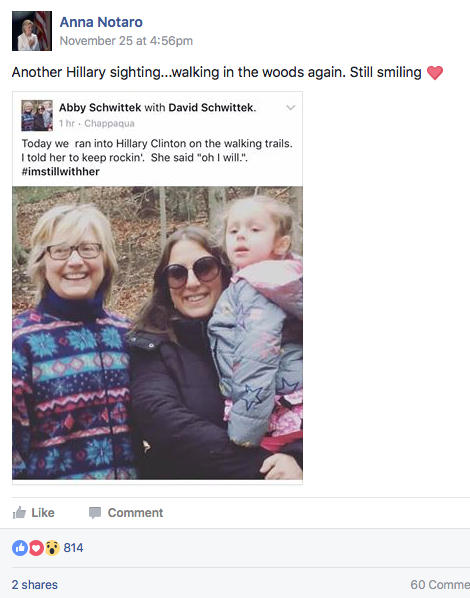 Anna Notaro
November 25 at 4:56pm
Another Hillary sighting...walking in the woods again. Still smiling ❤
Abby Schwittek with David Schwittek.
1 hr · Chappaqua
Today we ran into Hillary Clinton on the walking trails.
I told her to keep rockin'. She said "oh I will.".
#imstillwithher
Like Comment
814
2 shares 60 Comme